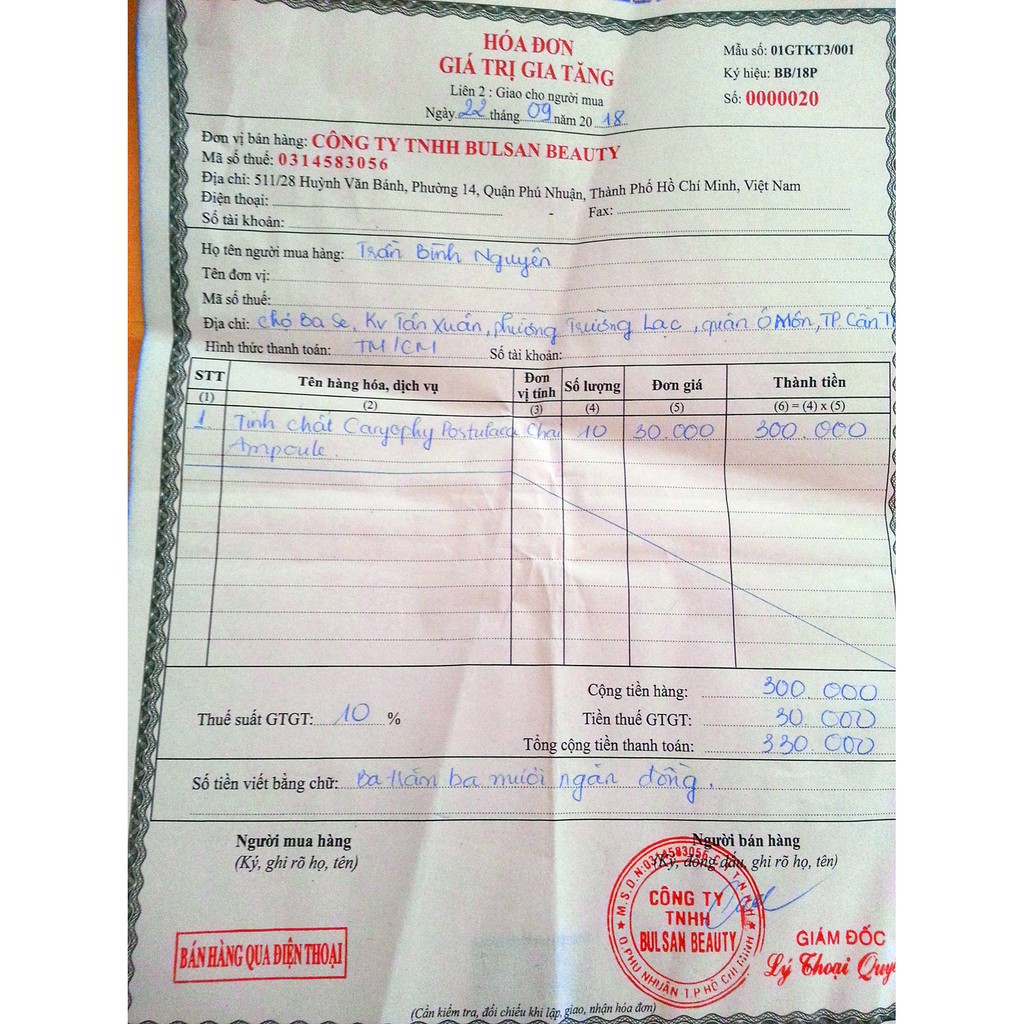 HÓA ĐƠN
GIÁ TRỊ GIA TĂNG
Liên 2 : Giao cho người mua
Ngày 22 tháng 09 năm 20 18
Mẫu số: 01GTKT3/001
Ký hiệu: BB/18P
Số: 0000020
Đơn vị bán hàng: CÔNG TY TNHH BULSAN BEAUTY
Mã số thuế: 0314583056
Địa chỉ: 511/28 Huỳnh Văn Bánh, Phường 14, Quận Phú Nhuận, Thành Phố Hồ Chí Minh, Việt Nam
Điện thoại: - Fax:
Số tài khoản:
Họ tên người mua hàng: Trần Bình Nguyên
Tên đơn vị:
Mã số thuế:
Địa chỉ: chợ Ba Se, Kv Tân Xuân, phường Trường Lạc, quận Ô Môn, TP. Cần T
Hình thức thanh toán: TM/CM Số tài khoản:
STT Tên hàng hóa, dịch vụ Đơn vị tính Số lượng Đơn giá Thành tiền
(1) (2) (3) (4) (5) (6) = (4) x (5)
1 Tinh chất Caryophy 10 30.000 300.000
Ampoule.
Cộng tiền hàng: 300.000
Thuế suất GTGT: 10 % Tiền thuế GTGT: 30 000
Tổng cộng tiền thanh toán: 330.000
Số tiền viết bằng chữ: Ba trăm ba mươi ngàn đồng.
Người mua hàng
(Ký, ghi rõ họ, tên)
Người bán hàng
(Ký, đóng dấu, ghi rõ họ, tên)
BÁN HÀNG QUA ĐIỆN THOẠI
M.S.D.N:0314583056-C.T.T.N.H.H
CÔNG TY
TNHH
BULSAN BEAUTY
Q.PHÚ NHUẬN-T.P HỒ CHÍ MINH
GIÁM ĐỐC
Lý Thoại Quy
(Cần kiểm tra, đối chiếu khi lập, giao, nhận hóa đơn)